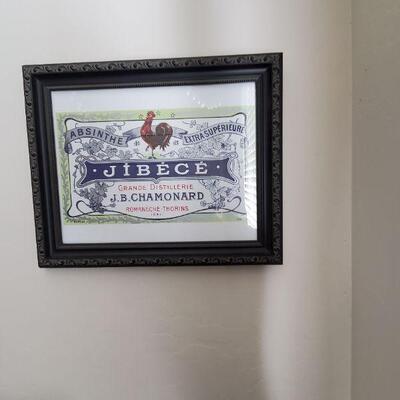 ABSINTHE EXTRA SUPÉRIEURE
JIBÉCÉ
GRANDE DISTILLERIE
J.B. CHAMONARD
ROMANÈCHE-THORINS